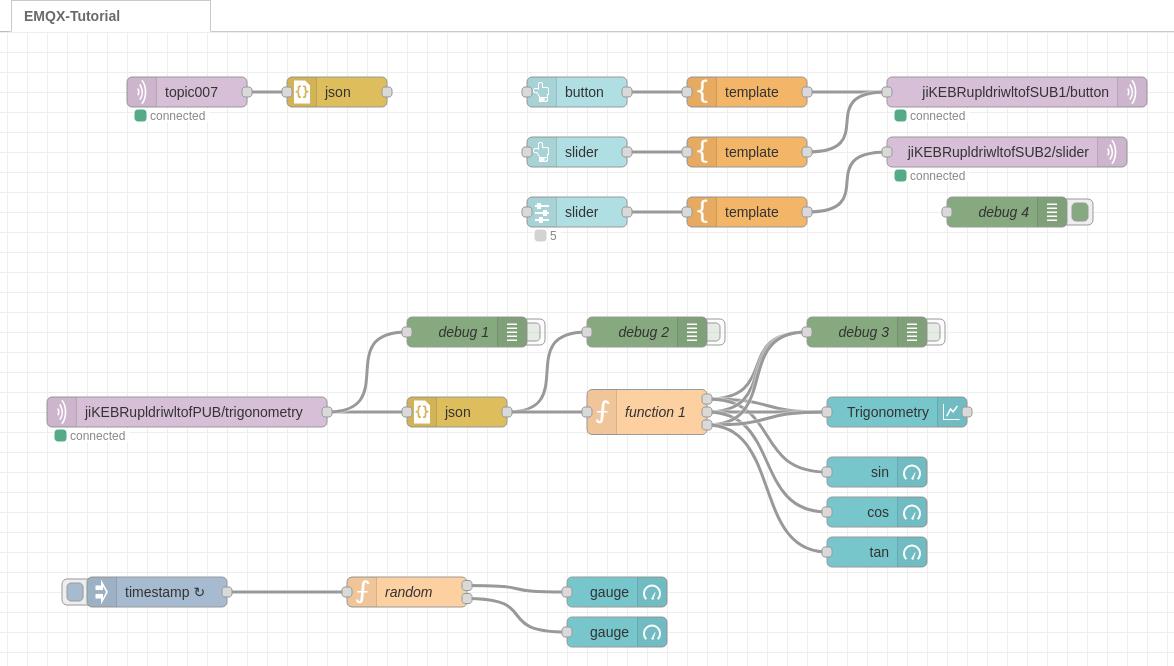 EMQX-Tutorial
topic007
json
button
template
jiKEBRupldriwltofSUB1/button
connected
connected
slider
template
jiKEBRupldriwltofSUB2/slider
connected
slider
template
debug 4
5
debug 1
debug 2
debug 3
jiKEBRupldriwltofPUB/trigonometry
json
function 1
Trigonometry
connected
sin
cos
tan
timestamp ↻
random
gauge
gauge